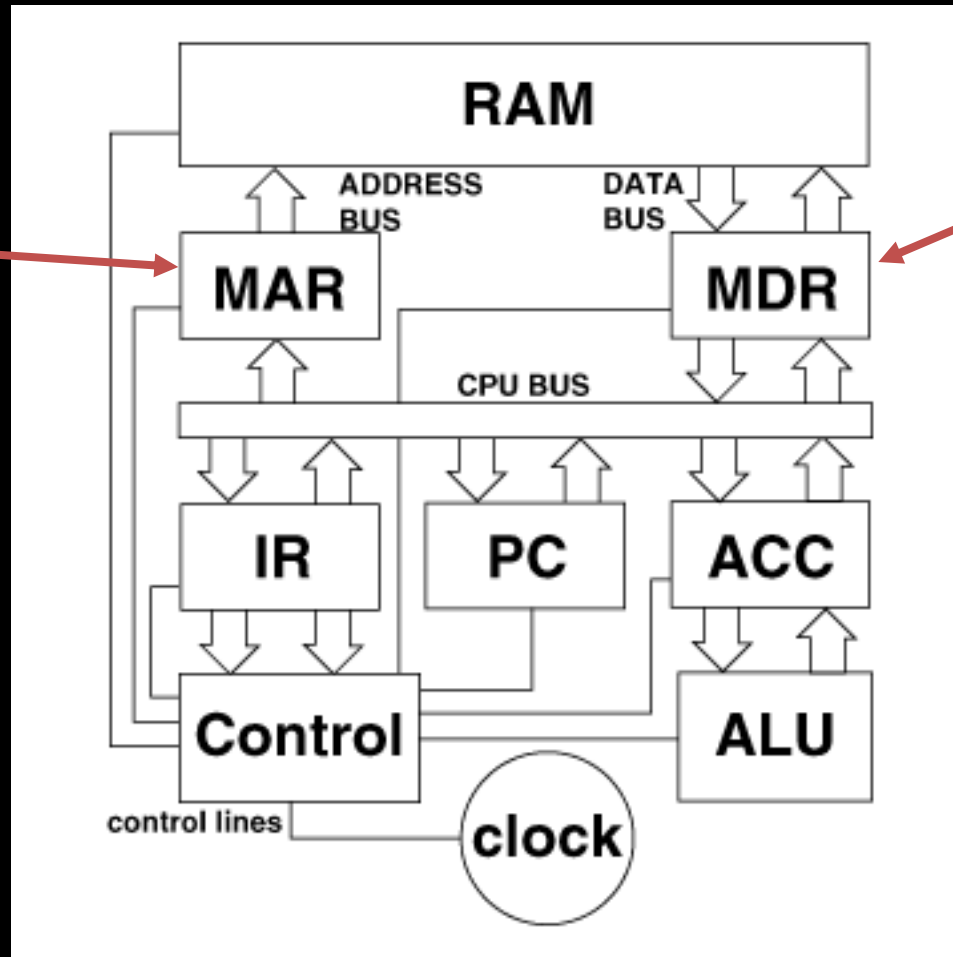 RAM
ADDRESS
BUS
DATA
BUS
MAR
MDR
CPU BUS
IR
PC
ACC
Control
ALU
control lines
clock